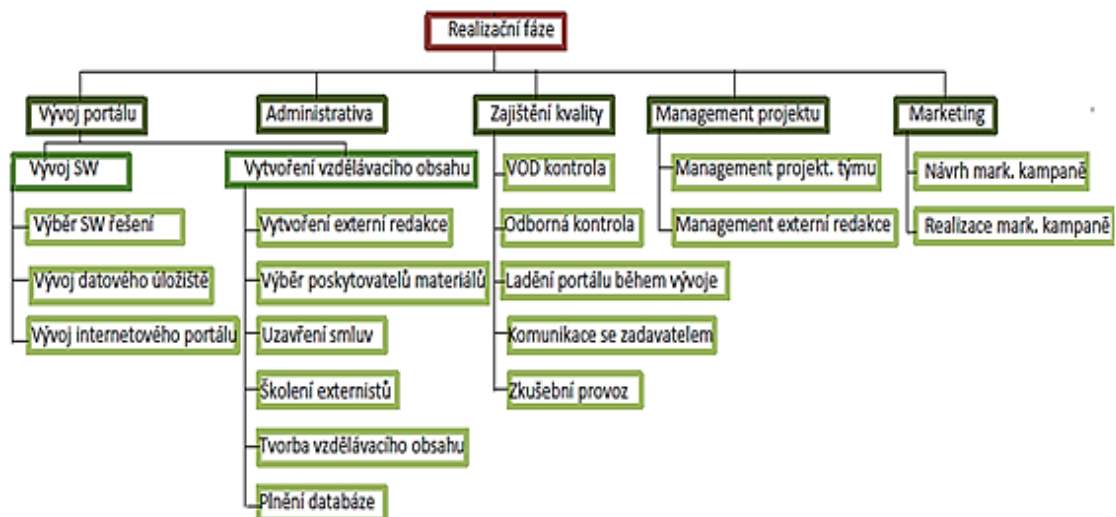 Realizační fáze
Vývoj portálu
Administrativa
Zajištění kvality
Management projektu
Marketing
Vývoj SW
Výběr SW řešení
Vývoj datového úložiště
Vývoj internetového portálu
Vytvoření vzdělávacího obsahu
Vytvoření externí redakce
Výběr poskytovatelů materiálů
Uzavření smluv
Školení externistů
Tvorba vzdělávacího obsahu
Plnění databáze
VOD kontrola
Odborná kontrola
Ladění portálu během vývoje
Komunikace se zadavatelem
Zkušební provoz
Management projekt. týmu
Management externí redakce
Návrh mark. kampaně
Realizace mark. kampaně